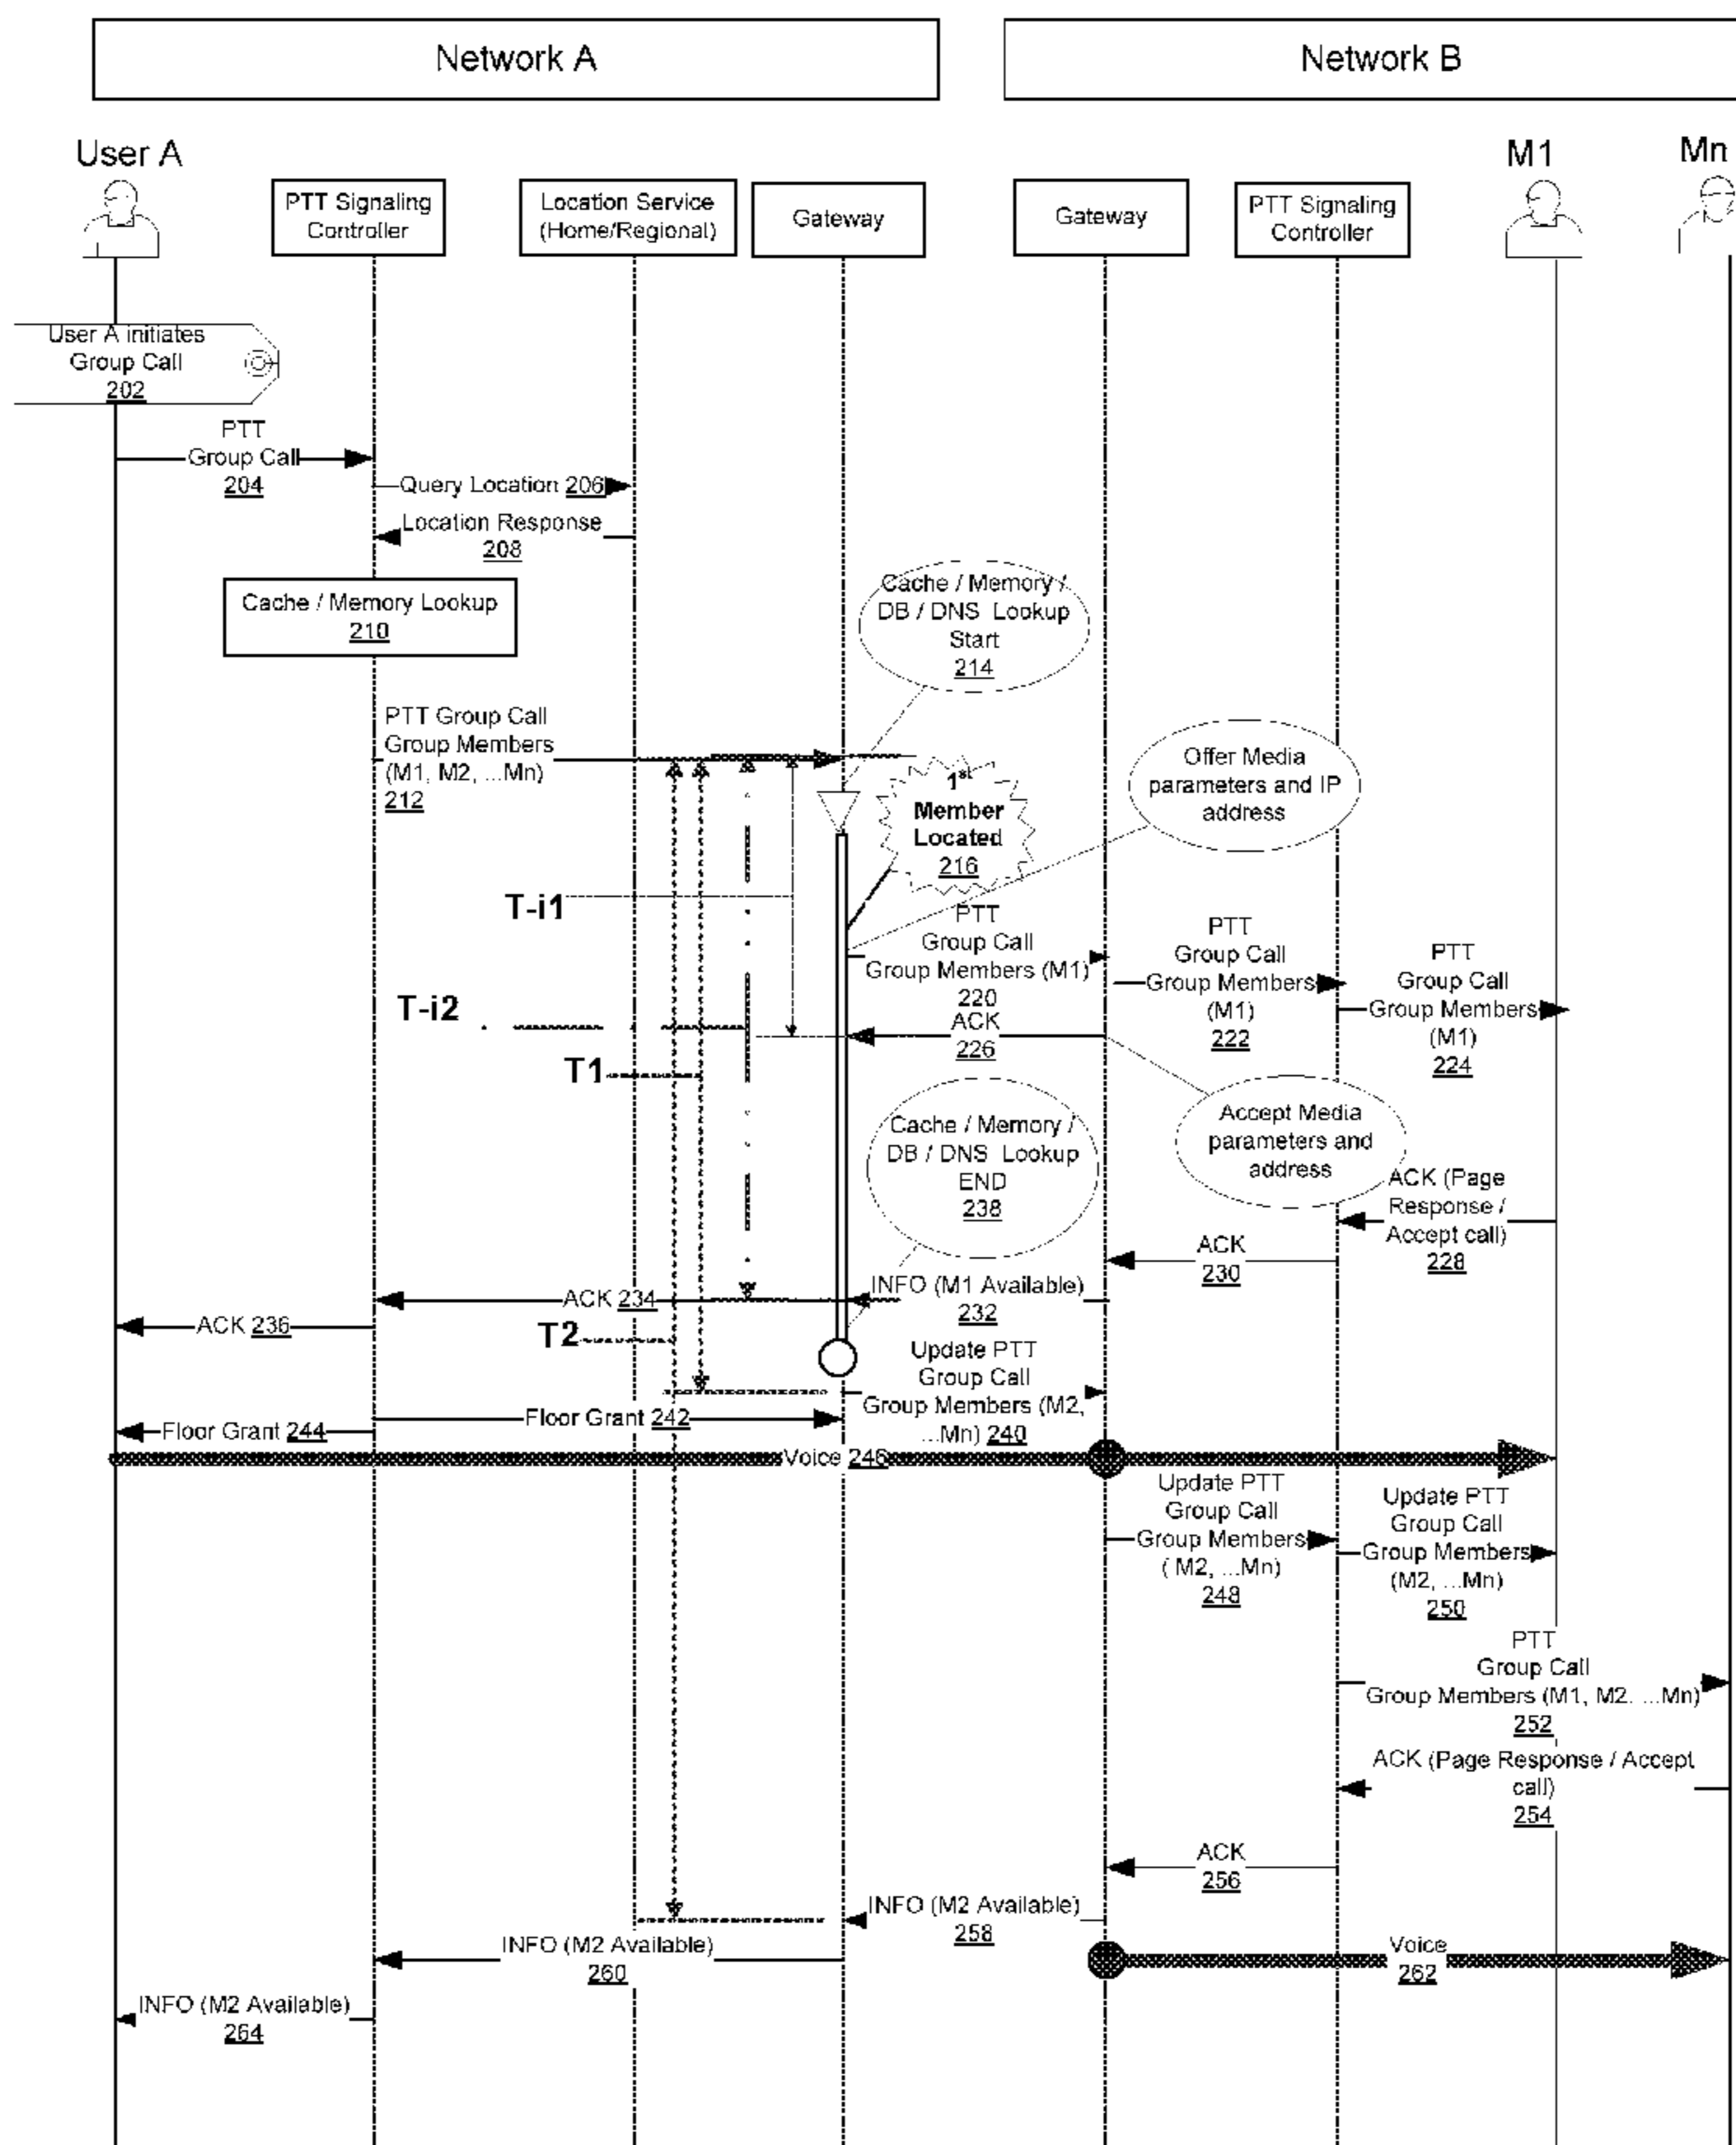 Network A
Network B
User A
M1
Mn
PTT Signaling
Controller
Location Service
(Home/Regional)
Gateway
Gateway
PTT Signaling
Controller
User A initiates
Group Call
202
PTT
Group Call
204
Query Location 206
Location Response
208
Cache / Memory Lookup
210
Cache / Memory /
DB / DNS Lookup
Start
214
PTT Group Call
Group Members
(M1, M2, ...Mn)
212
1st
Member
Located
216
Offer Media
parameters and IP
address
T-i1
PTT
Group Call
Group Members (M1)
220
PTT
Group Call
Group Members
(M1)
222
PTT
Group Call
Group Members
(M1)
224
T-i2
ACK
226
T1
Cache / Memory /
DB / DNS Lookup
END
238
Accept Media
parameters and
address
ACK (Page
Response /
Accept call)
228
ACK
230
INFO (M1 Available)
232
ACK 234
ACK 236
T2
Update PTT
Group Call
Group Members (M2,
...Mn) 240
Floor Grant 242
Floor Grant 244
Voice 246
Update PTT
Group Call
Group Members
( M2, ...Mn)
248
Update PTT
Group Call
Group Members
(M2, ...Mn)
250
PTT
Group Call
Group Members (M1, M2. ...Mn)
252
ACK (Page Response / Accept
call)
254
ACK
256
INFO (M2 Available)
258
INFO (M2 Available)
260
Voice
262
INFO (M2 Available)
264